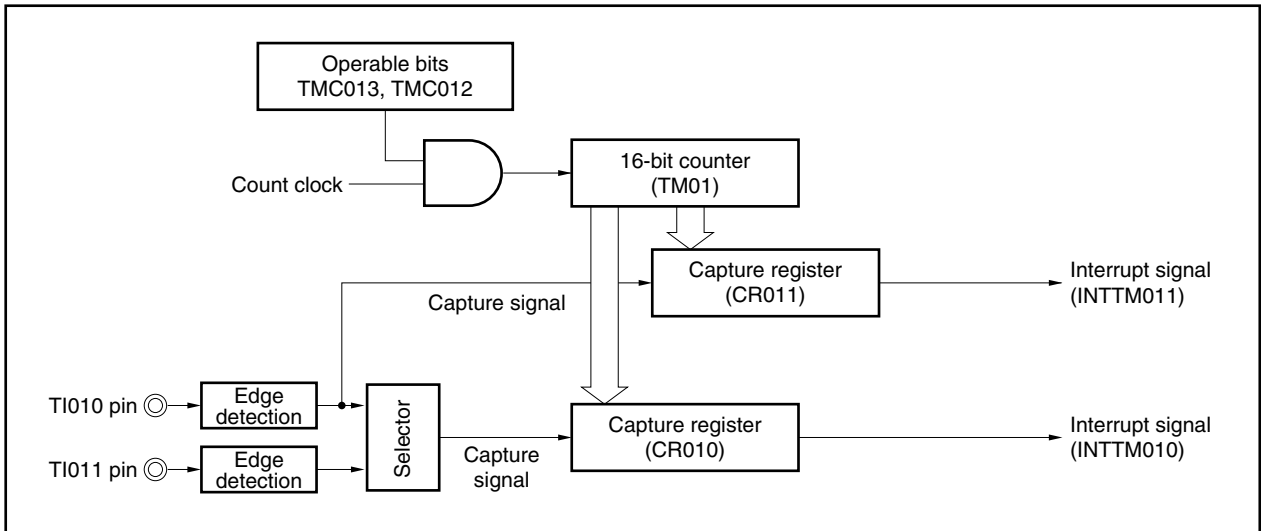 Operable bits
TMC013, TMC012
Count clock
16-bit counter
(TM01)
Capture register
(CR011)
Interrupt signal
(INTTM011)
Capture signal
TI010 pin
Edge
detection
Selector
Capture
signal
Capture register
(CR010)
Interrupt signal
(INTTM010)
TI011 pin
Edge
detection